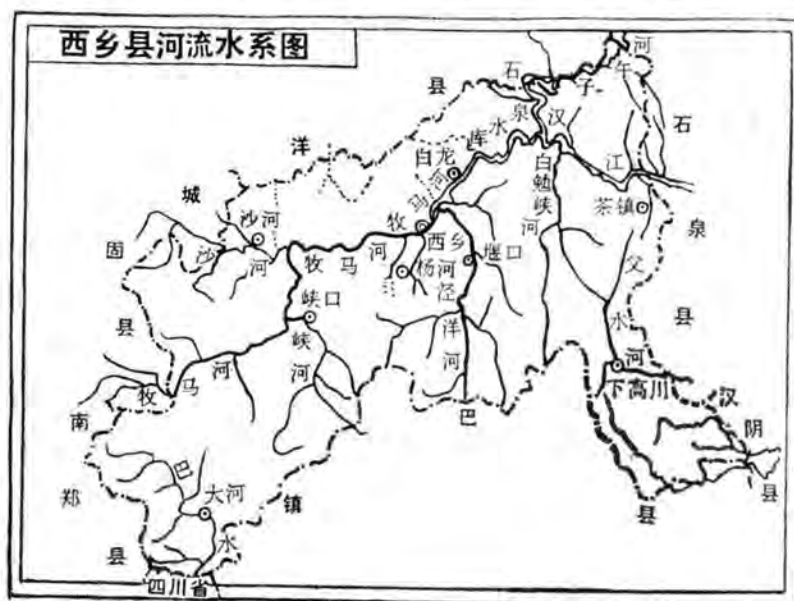 西乡县河流水系图
洋县
石泉县
城固县
南郑县
四川省
镇巴县
汉阴县
子午河
汉江
石泉水库
白龙
牧马河
西乡
沙河
沙河
牧马河
杨河
堰口
泾洋河
白勉峡河
茶镇
父水河
下高川
峡口
峡河
牧马河
大河
巴水